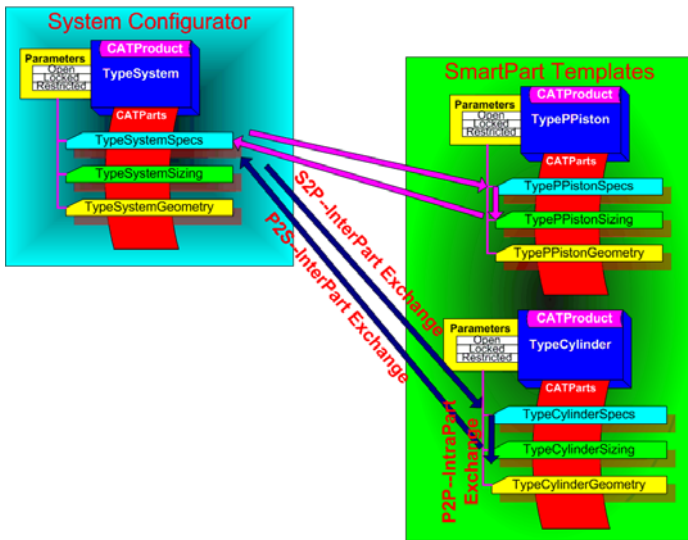 System Configurator
CATProduct
Parameters
Open
Locked
Restricted
TypeSystem
CATParts
TypeSystemSpecs
TypeSystemSizing
TypeSystemGeometry
SmartPart Templates
CATProduct
Parameters
Open
Locked
Restricted
TypePPiston
CATParts
TypePPistonSpecs
TypePPistonSizing
TypePPistonGeometry
S2P--InterPart Exchange
P2S--InterPart Exchange
CATProduct
Parameters
Open
Locked
Restricted
TypeCylinder
CATParts
TypeCylinderSpecs
TypeCylinderSizing
TypeCylinderGeometry
P2P--IntraPart
Exchange